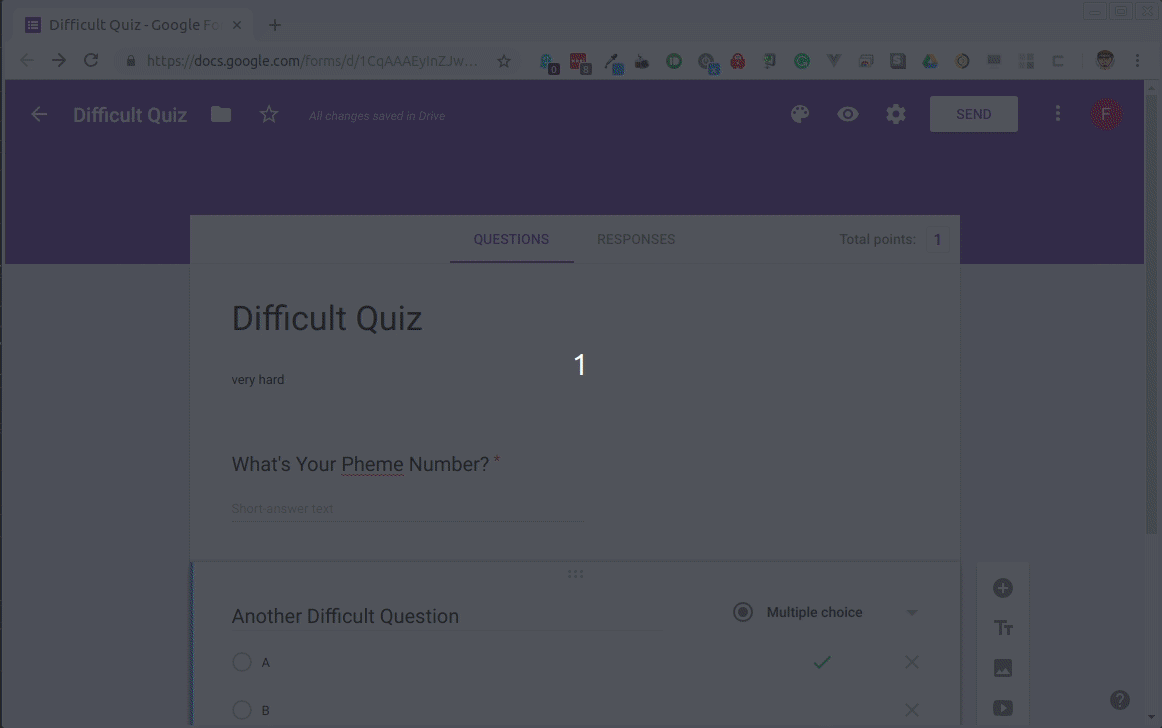 Difficult Quiz - Google Fo
https://docs.google.com/forms/d/1CqAAAEyInZJw...
0
8
Difficult Quiz
All changes saved in Drive
SEND
F
QUESTIONS
RESPONSES
Total points:
1
Difficult Quiz
1
very hard
What's Your Pheme Number? *
Short answer text
Another Difficult Question
Multiple choice
A
B